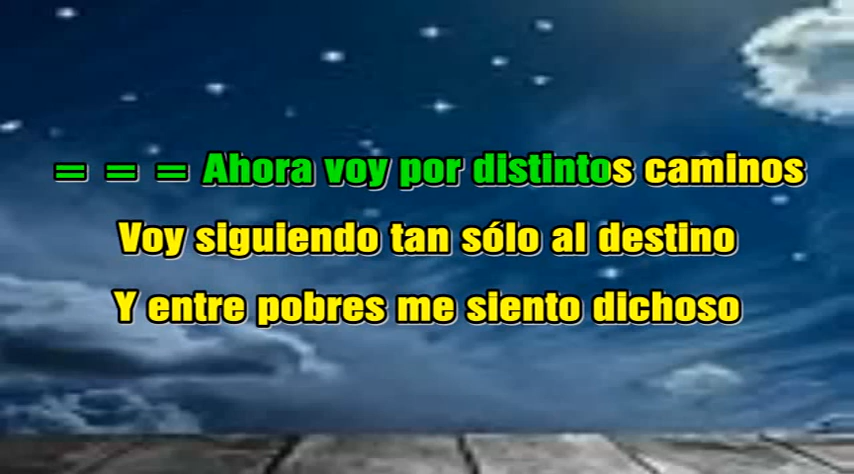 = = = Ahora voy por distintos caminos
Voy siguiendo tan sólo al destino
Y entre pobres me siento dichoso